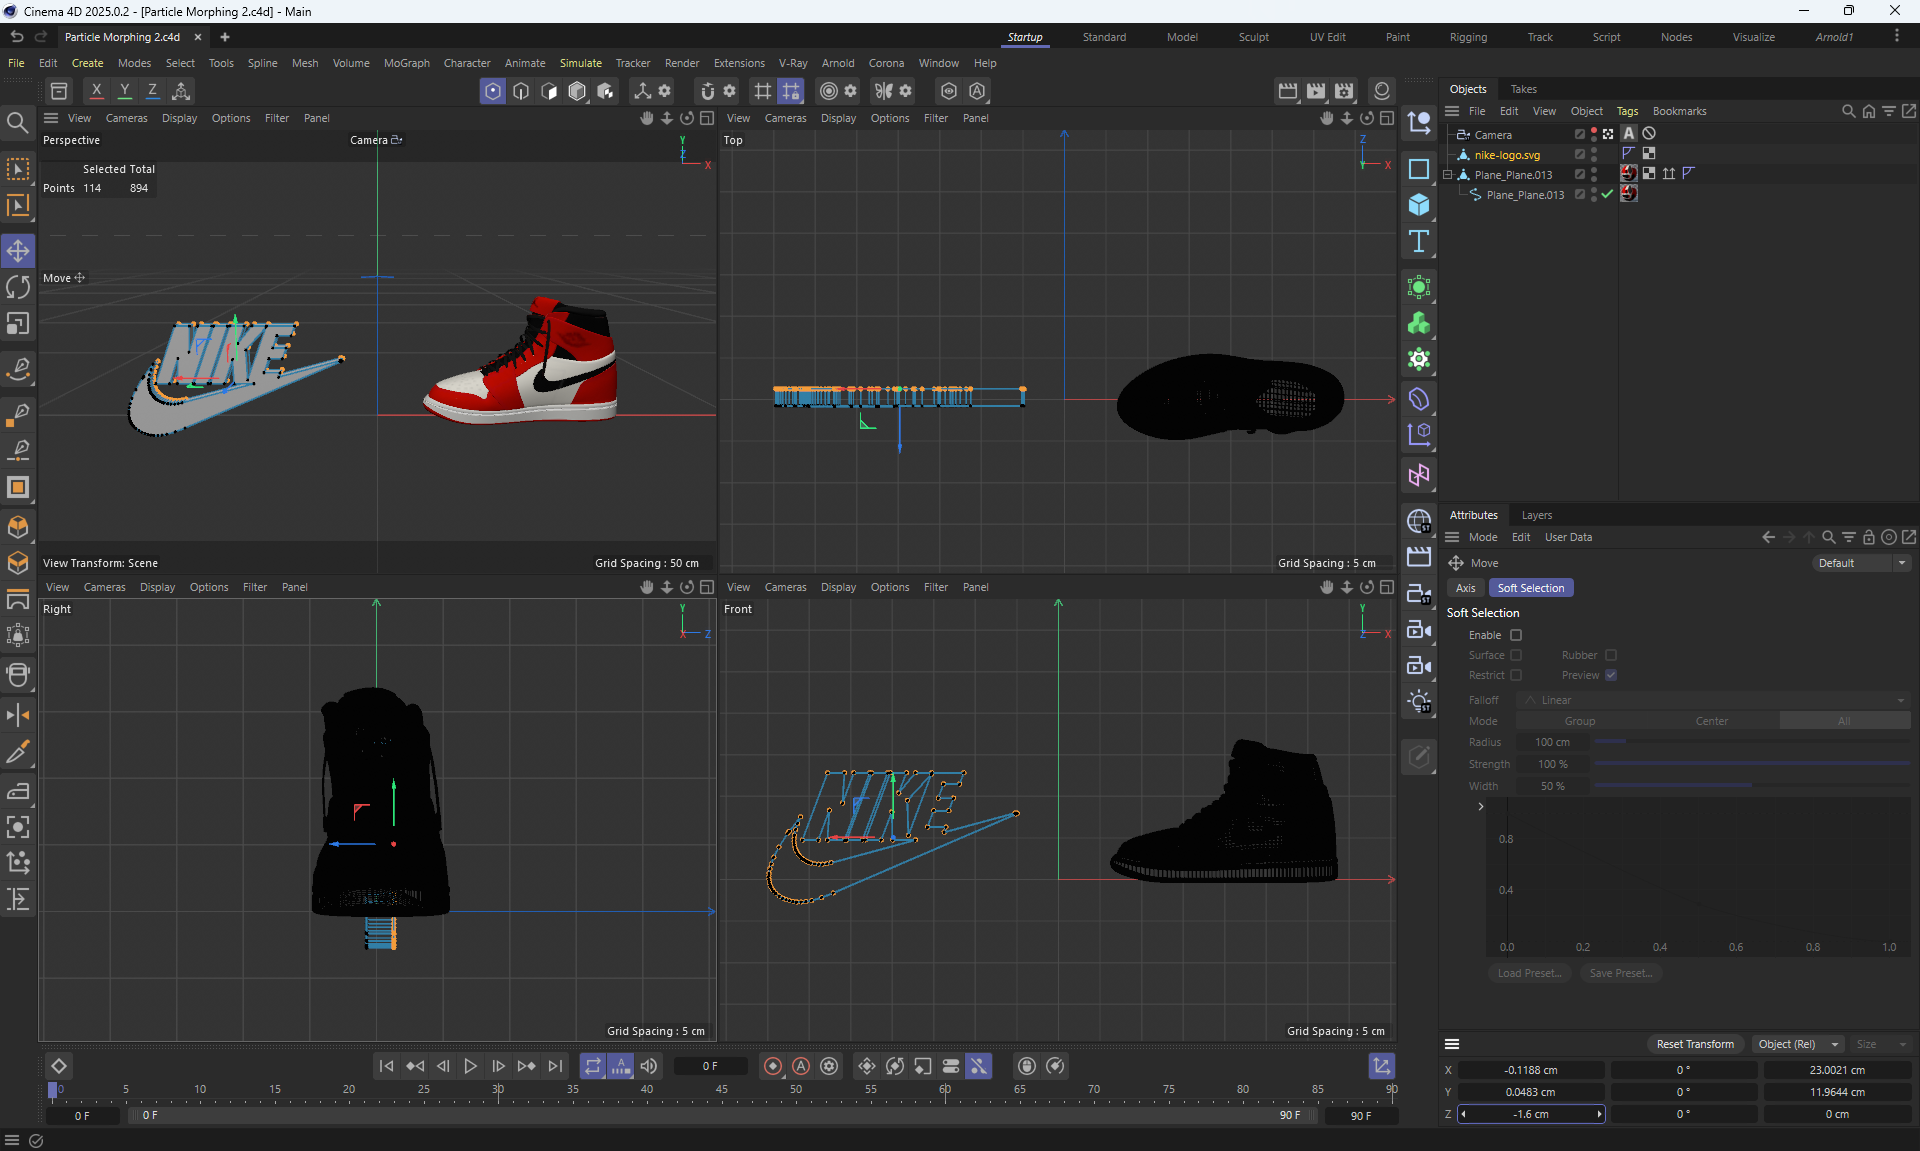 Cinema 4D 2025.0.2 - [Particle Morphing 2.c4d] - Main
Particle Morphing 2.c4d
Startup Standard Model Sculpt UV Edit Paint Rigging Track Script Nodes Visualize Arnold1
File Edit Create Modes Select Tools Spline Mesh Volume MoGraph Character Animate Simulate Tracker Render Extensions V-Ray Arnold Corona Window Help
X Y Z
View Cameras Display Options Filter Panel
Perspective
Camera
Selected Total
Points 114 894
Move
NIKE
View Transform: Scene
Grid Spacing : 50 cm
Y
Z
X
View Cameras Display Options Filter Panel
Top
Z
Y
X
Grid Spacing : 5 cm
View Cameras Display Options Filter Panel
Right
Y
X
Z
Grid Spacing : 5 cm
View Cameras Display Options Filter Panel
Front
Y
Z
X
Grid Spacing : 5 cm
Objects Takes
File Edit View Object Tags Bookmarks
Camera
nike-logo.svg
Plane_Plane.013
Plane_Plane.013
Attributes Layers
Mode Edit User Data
Move
Default
Axis Soft Selection
Soft Selection
Enable
Surface Rubber
Restrict Preview
Falloff Linear
Mode Group Center All
Radius 100 cm
Strength 100 %
Width 50 %
0.8
0.4
0.0 0.2 0.4 0.6 0.8 1.0
Load Preset... Save Preset...
Reset Transform Object (Rel) Size
X -0.1188 cm 0 ° 23.0021 cm
Y 0.0483 cm 0 ° 11.9644 cm
Z -1.6 cm 0 ° 0 cm
0 F
0 5 10 15 20 25 30 35 40 45 50 55 60 65 70 75 80 85 90
0 F 0 F 90 F 90 F